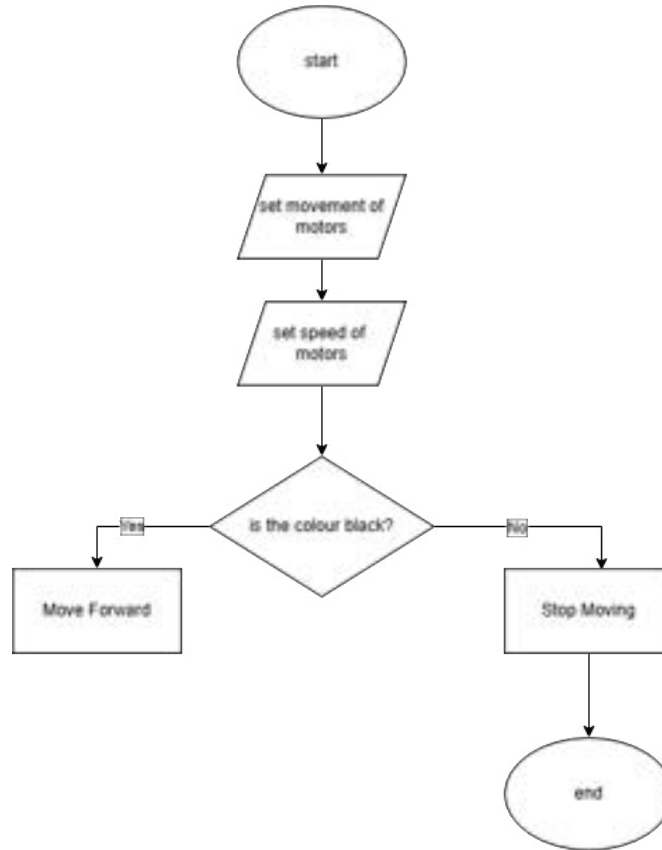 start
set movement of
motors
set speed of
motors
is the colour black?
Yes
No
Move Forward
Stop Moving
end